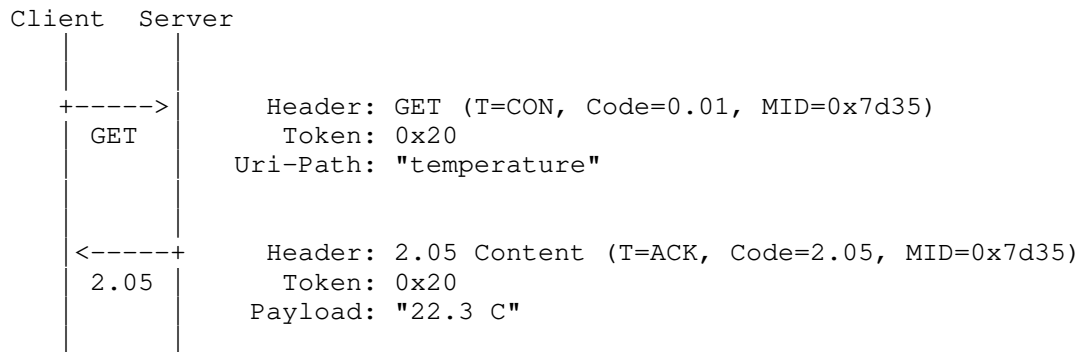 Client Server
+----->| Header: GET (T=CON, Code=0.01, MID=0x7d35)
| GET | Token: 0x20
Uri-Path: "temperature"
|<-----+ Header: 2.05 Content (T=ACK, Code=2.05, MID=0x7d35)
| 2.05 | Token: 0x20
Payload: "22.3 C"